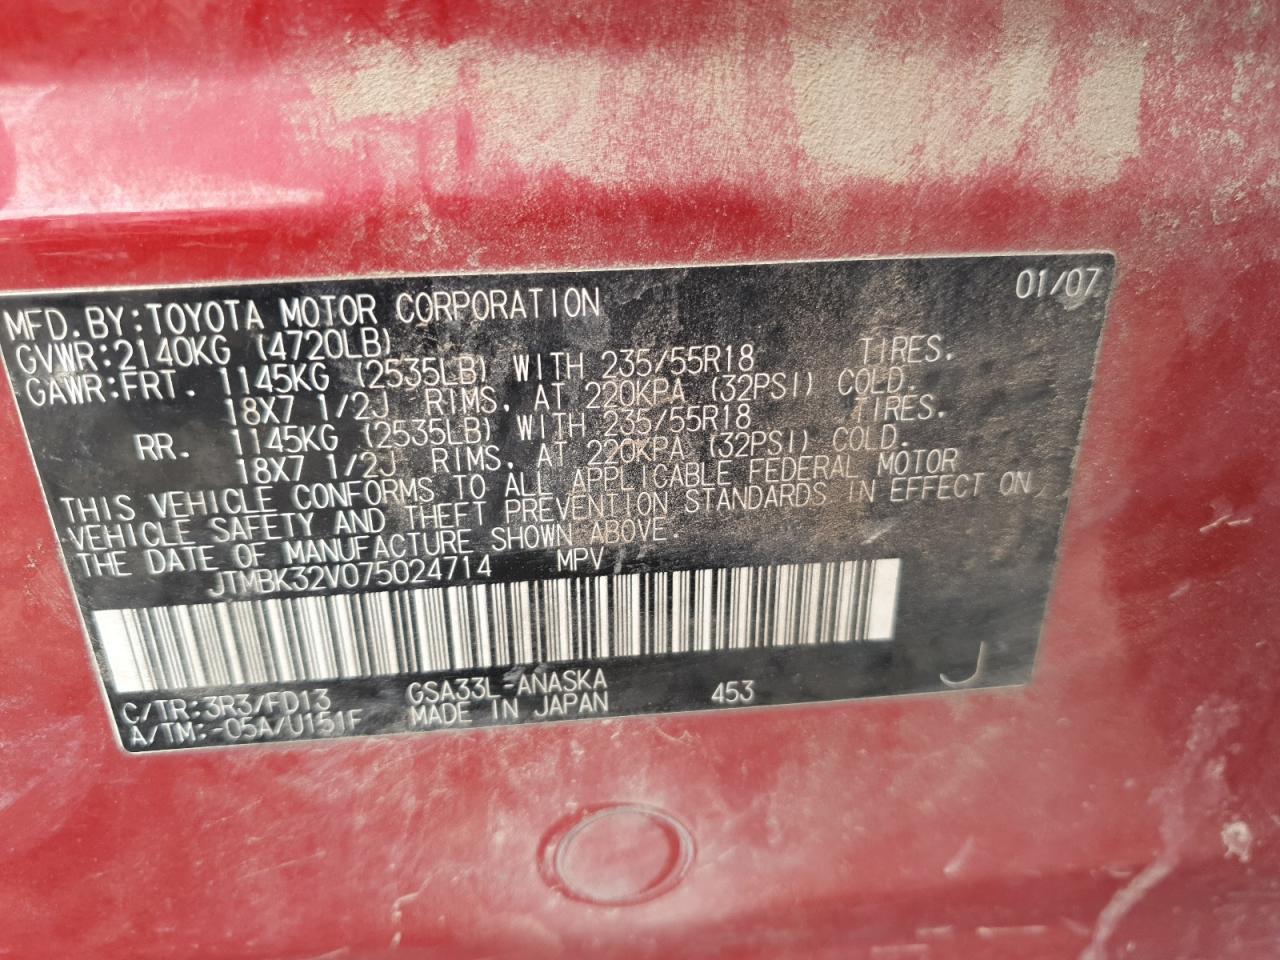 01/07
MFD.BY:TOYOTA MOTOR CORPORATION
GVWR:2140KG (4720LB)
GAWR:FRT. 1145KG (2535LB) WITH 235/55R18 TIRES.
18X7 1/2J RIMS, AT 220KPA (32PSI) COLD.
RR. 1145KG (2535LB) WITH 235/55R18 TIRES.
18X7 1/2J RIMS, AT 220KPA (32PSI) COLD.
THIS VEHICLE CONFORMS TO ALL APPLICABLE FEDERAL MOTOR
VEHICLE SAFETY AND THEFT PREVENTION STANDARDS IN EFFECT ON
THE DATE OF MANUFACTURE SHOWN ABOVE.
JTMBK32V075024714 MPV
C/TR:3R3/FD13 GSA33L-ANASKA 453 J
A/TM:-05A/U151F MADE IN JAPAN